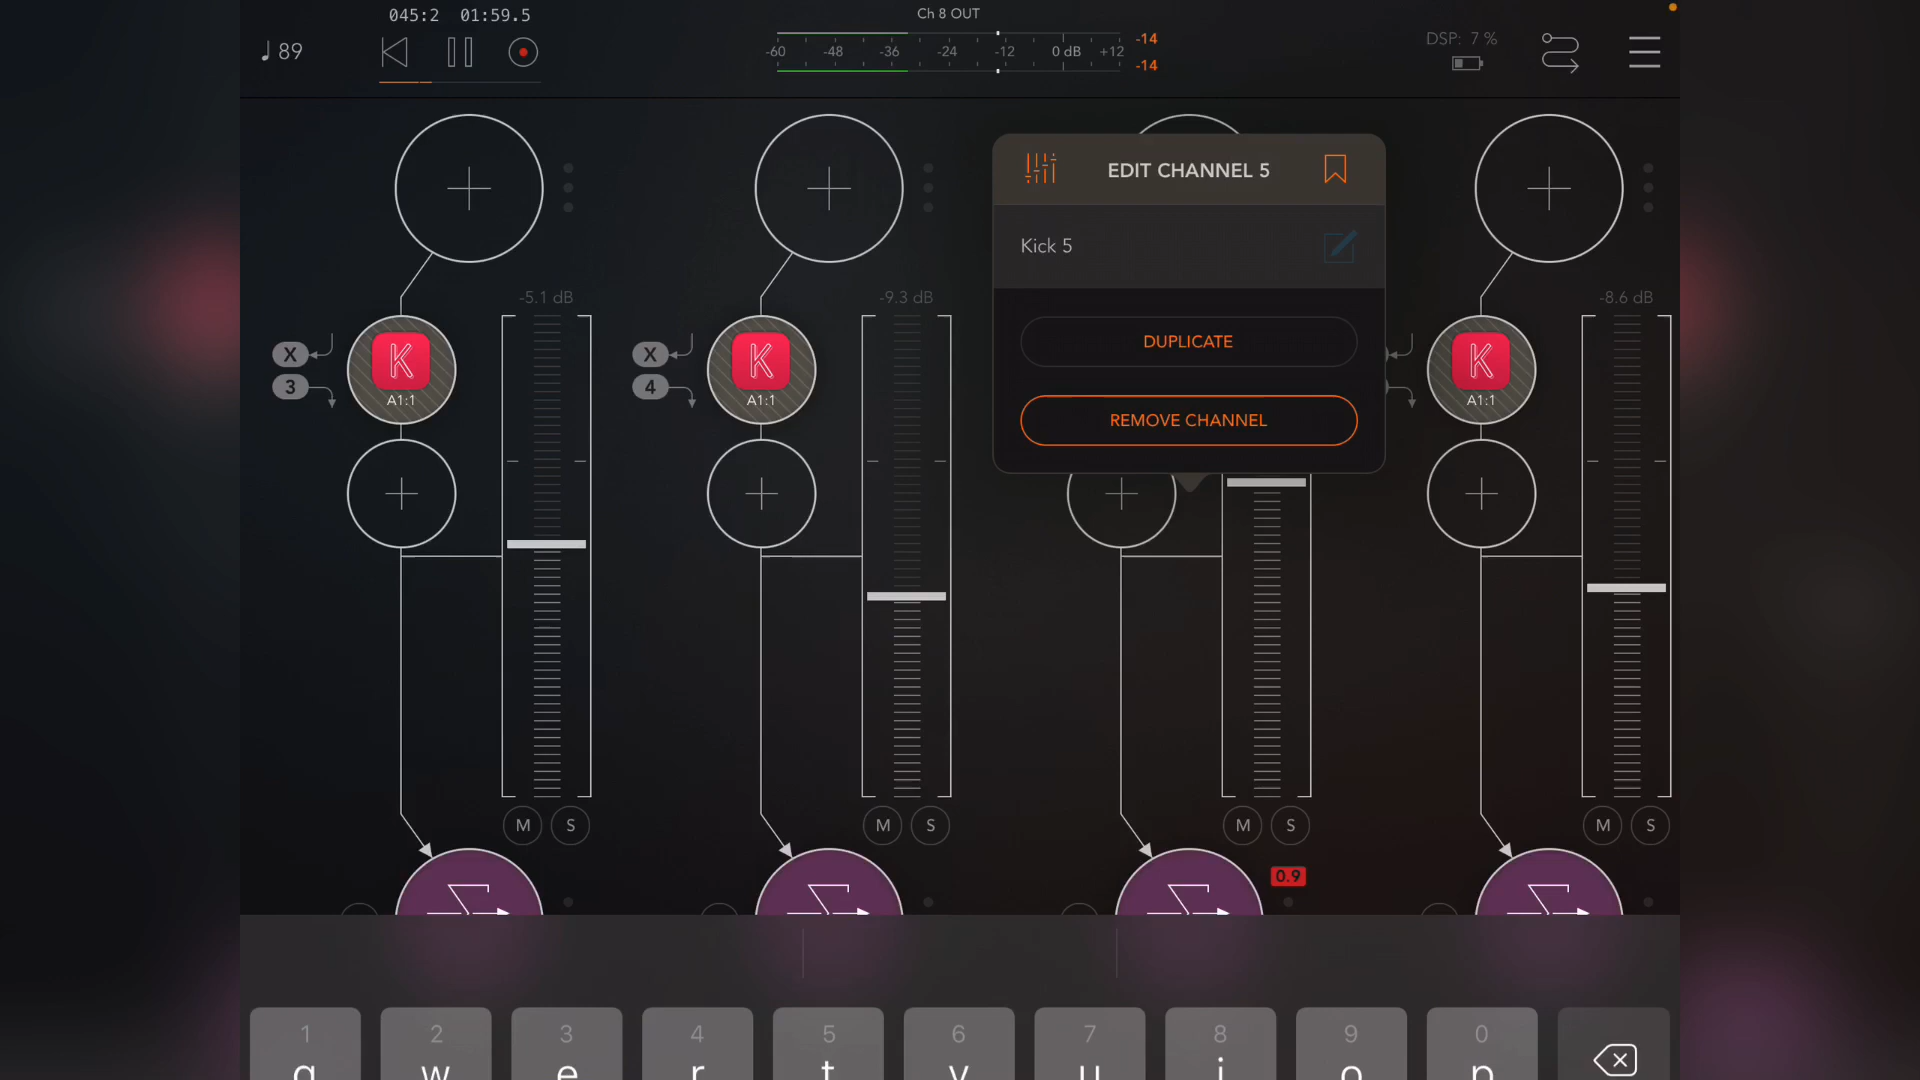 045:2 01:59.5
89
Ch 8 OUT
-60 -48 -36 -24 -12 0 dB +12
-14
-14
DSP: 7 %
EDIT CHANNEL 5
Kick 5
DUPLICATE
REMOVE CHANNEL
-5.1 dB
-9.3 dB
-8.6 dB
X
3
K
A1:1
X
4
K
A1:1
K
A1:1
M S
M S
M S
M S
0.9
1 2 3 4 5 6 7 8 9 0
q w e r t y u i o p